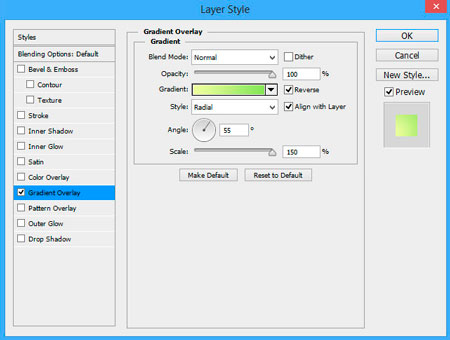 Layer Style
Styles
Blending Options: Default
Bevel & Emboss
Contour
Texture
Stroke
Inner Shadow
Inner Glow
Satin
Color Overlay
Gradient Overlay
Pattern Overlay
Outer Glow
Drop Shadow
Gradient Overlay
Gradient
Blend Mode: Normal Dither
Opacity: 100 %
Gradient: Reverse
Style: Radial Align with Layer
Angle: 55 °
Scale: 150 %
Make Default Reset to Default
OK
Cancel
New Style...
Preview